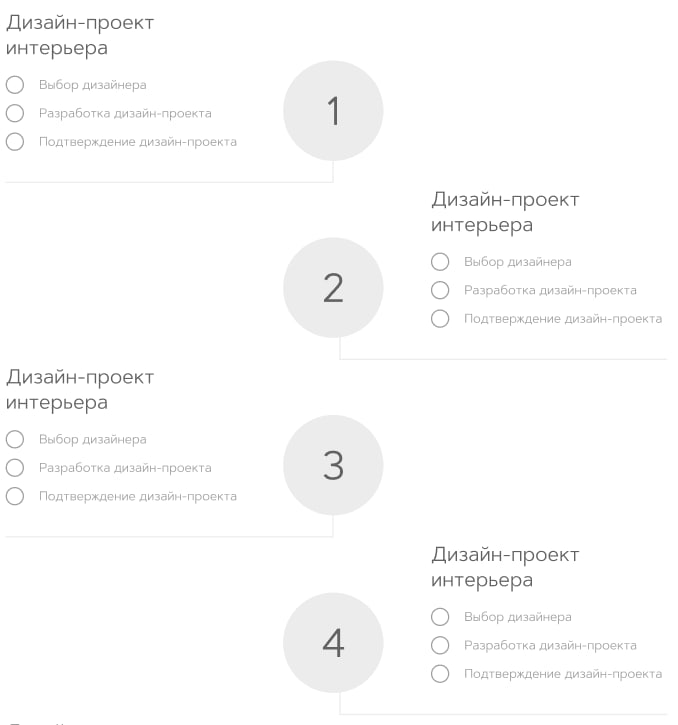 Дизайн-проект
интерьера
Выбор дизайнера
Разработка дизайн-проекта
Подтверждение дизайн-проекта
1
Дизайн-проект
интерьера
Выбор дизайнера
Разработка дизайн-проекта
Подтверждение дизайн-проекта
2
Дизайн-проект
интерьера
Выбор дизайнера
Разработка дизайн-проекта
Подтверждение дизайн-проекта
3
Дизайн-проект
интерьера
Выбор дизайнера
Разработка дизайн-проекта
Подтверждение дизайн-проекта
4